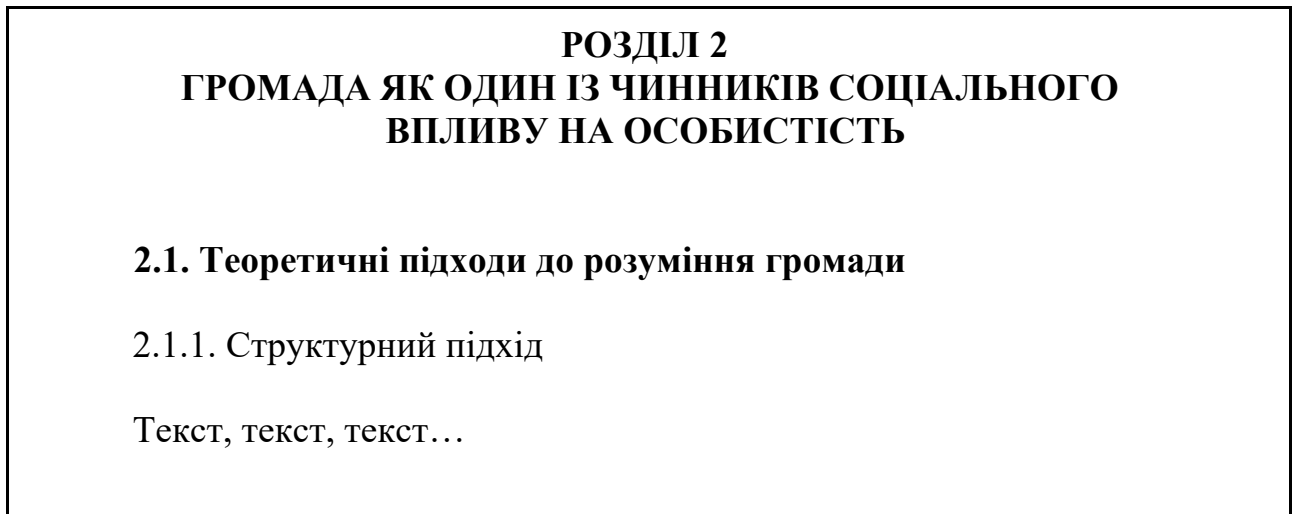 РОЗДІЛ 2
ГРОМАДА ЯК ОДИН ІЗ ЧИННИКІВ СОЦІАЛЬНОГО
ВПЛИВУ НА ОСОБИСТІСТЬ
2.1. Теоретичні підходи до розуміння громади
2.1.1. Структурний підхід
Текст, текст, текст…